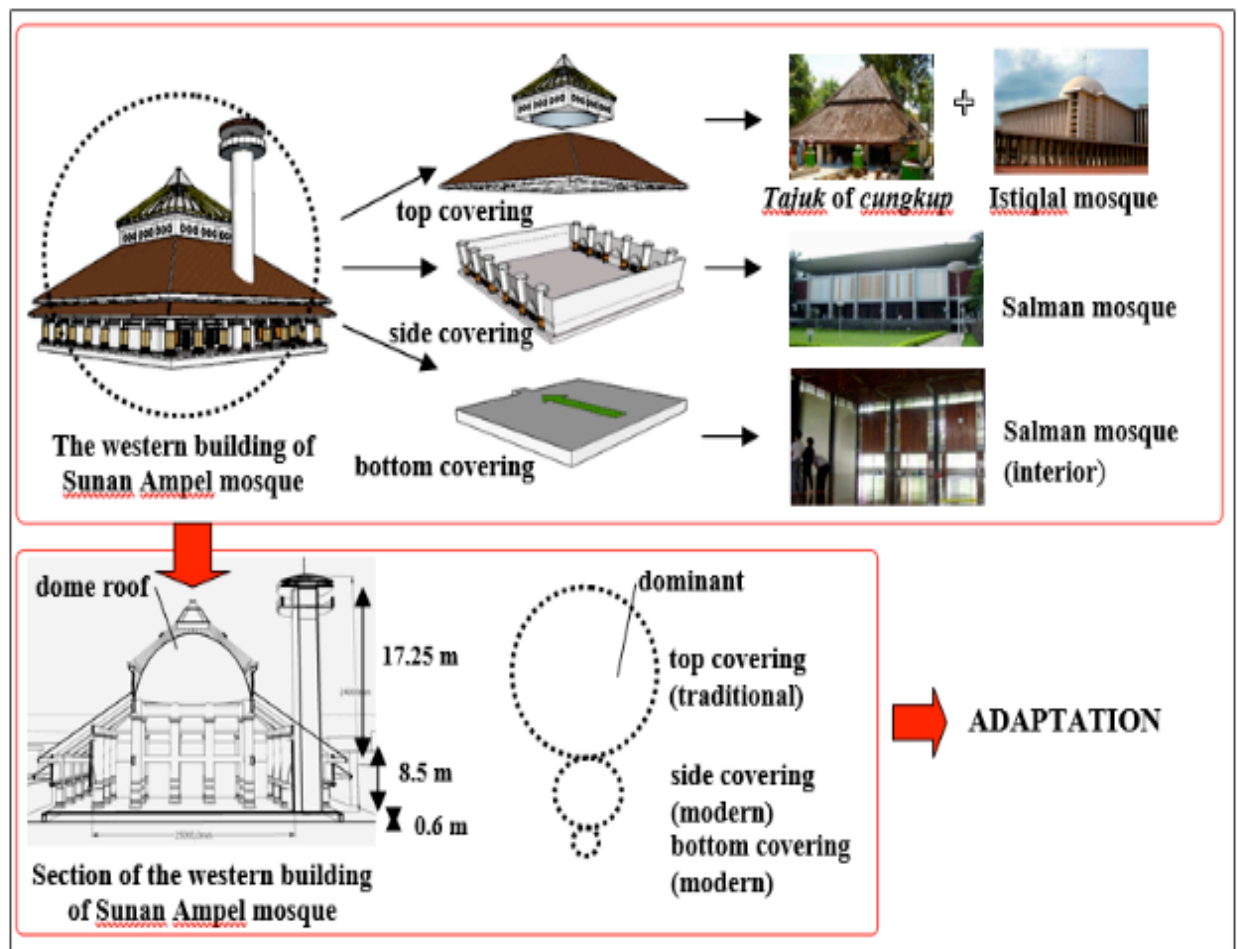 top covering
Tajuk of cungkup
Istiqlal mosque
side covering
Salman mosque
The western building of
Sunan Ampel mosque
bottom covering
Salman mosque
(interior)
dome roof
17.25 m
8.5 m
0.6 m
Section of the western building
of Sunan Ampel mosque
dominant
top covering
(traditional)
side covering
(modern)
bottom covering
(modern)
ADAPTATION